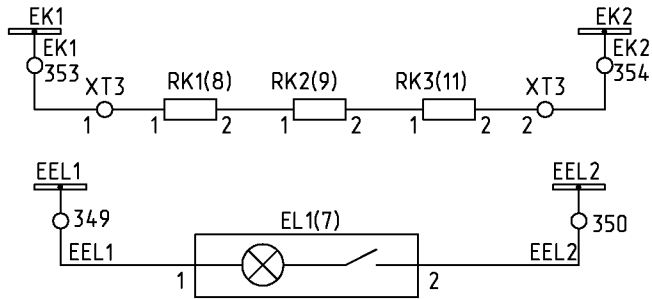 EK1 EK2
EK1 EK2
353 354
XT3 RK1(8) RK2(9) RK3(11) XT3
1 1 2 1 2 1 2 2
EEL1 EEL2
349 EL1(7) 350
EEL1 EEL2
1 2